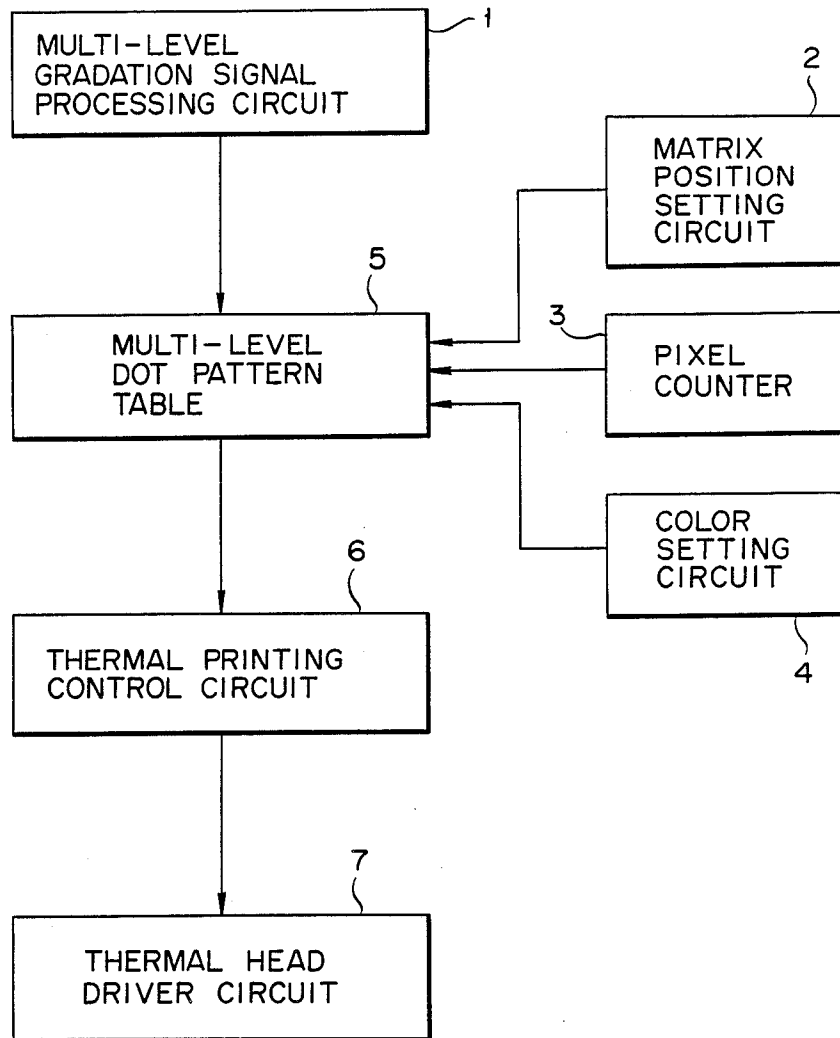 1
MULTI-LEVEL
GRADATION SIGNAL
PROCESSING CIRCUIT
2
MATRIX
POSITION
SETTING
CIRCUIT
5
MULTI-LEVEL
DOT PATTERN
TABLE
3
PIXEL
COUNTER
COLOR
SETTING
CIRCUIT
4
6
THERMAL PRINTING
CONTROL CIRCUIT
7
THERMAL HEAD
DRIVER CIRCUIT